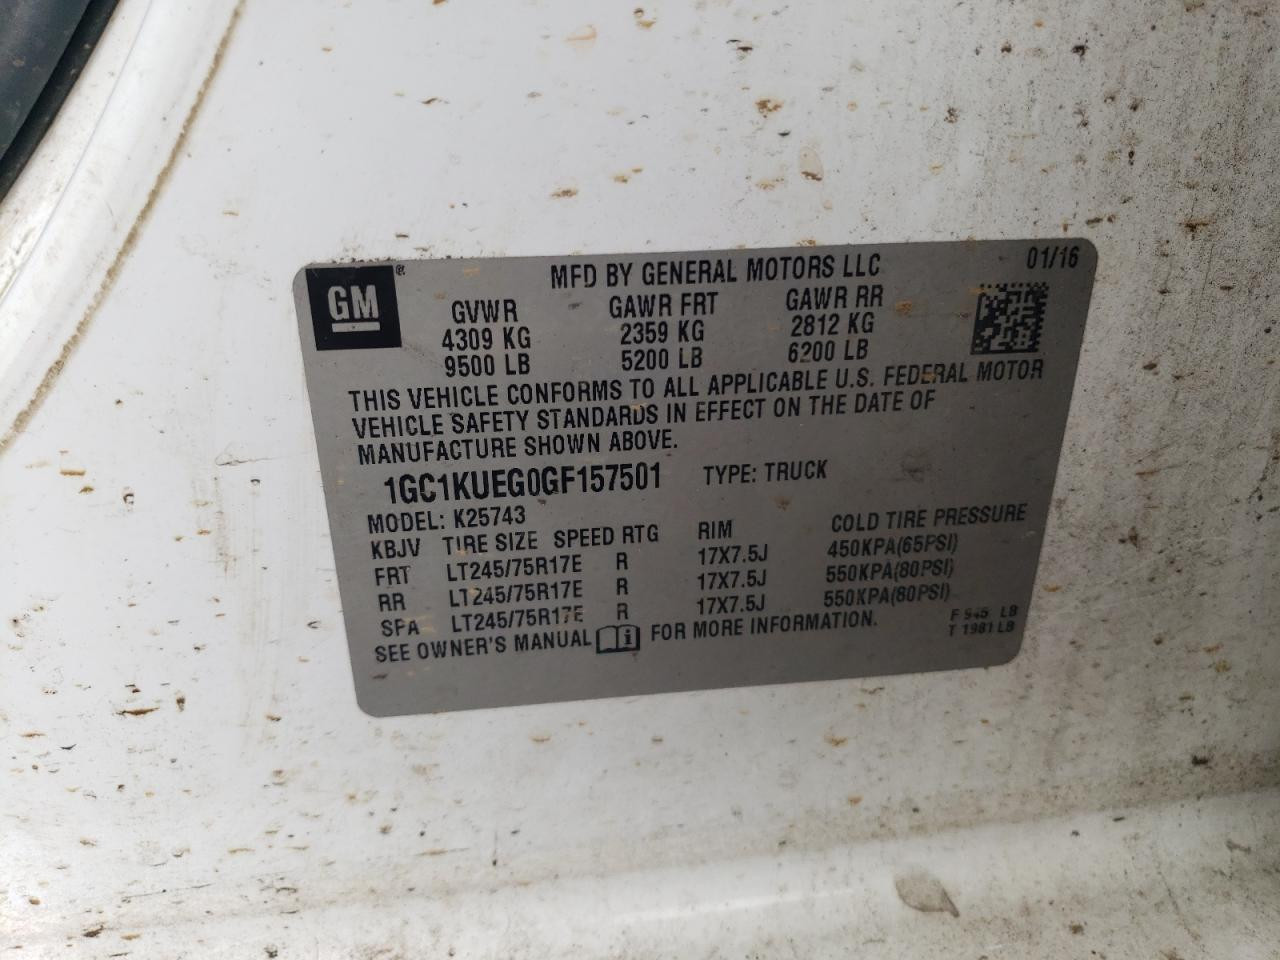 GM ® MFD BY GENERAL MOTORS LLC 01/16
GVWR GAWR FRT GAWR RR
4309 KG 2359 KG 2812 KG
9500 LB 5200 LB 6200 LB
THIS VEHICLE CONFORMS TO ALL APPLICABLE U.S. FEDERAL MOTOR
VEHICLE SAFETY STANDARDS IN EFFECT ON THE DATE OF
MANUFACTURE SHOWN ABOVE.
1GC1KUEG0GF157501 TYPE: TRUCK
MODEL: K25743
KBJV TIRE SIZE SPEED RTG RIM COLD TIRE PRESSURE
FRT LT245/75R17E R 17X7.5J 450KPA(65PSI)
RR LT245/75R17E R 17X7.5J 550KPA(80PSI)
SPA LT245/75R17E R 17X7.5J 550KPA(80PSI)
SEE OWNER'S MANUAL i FOR MORE INFORMATION.
F 945 LB
T 1981 LB